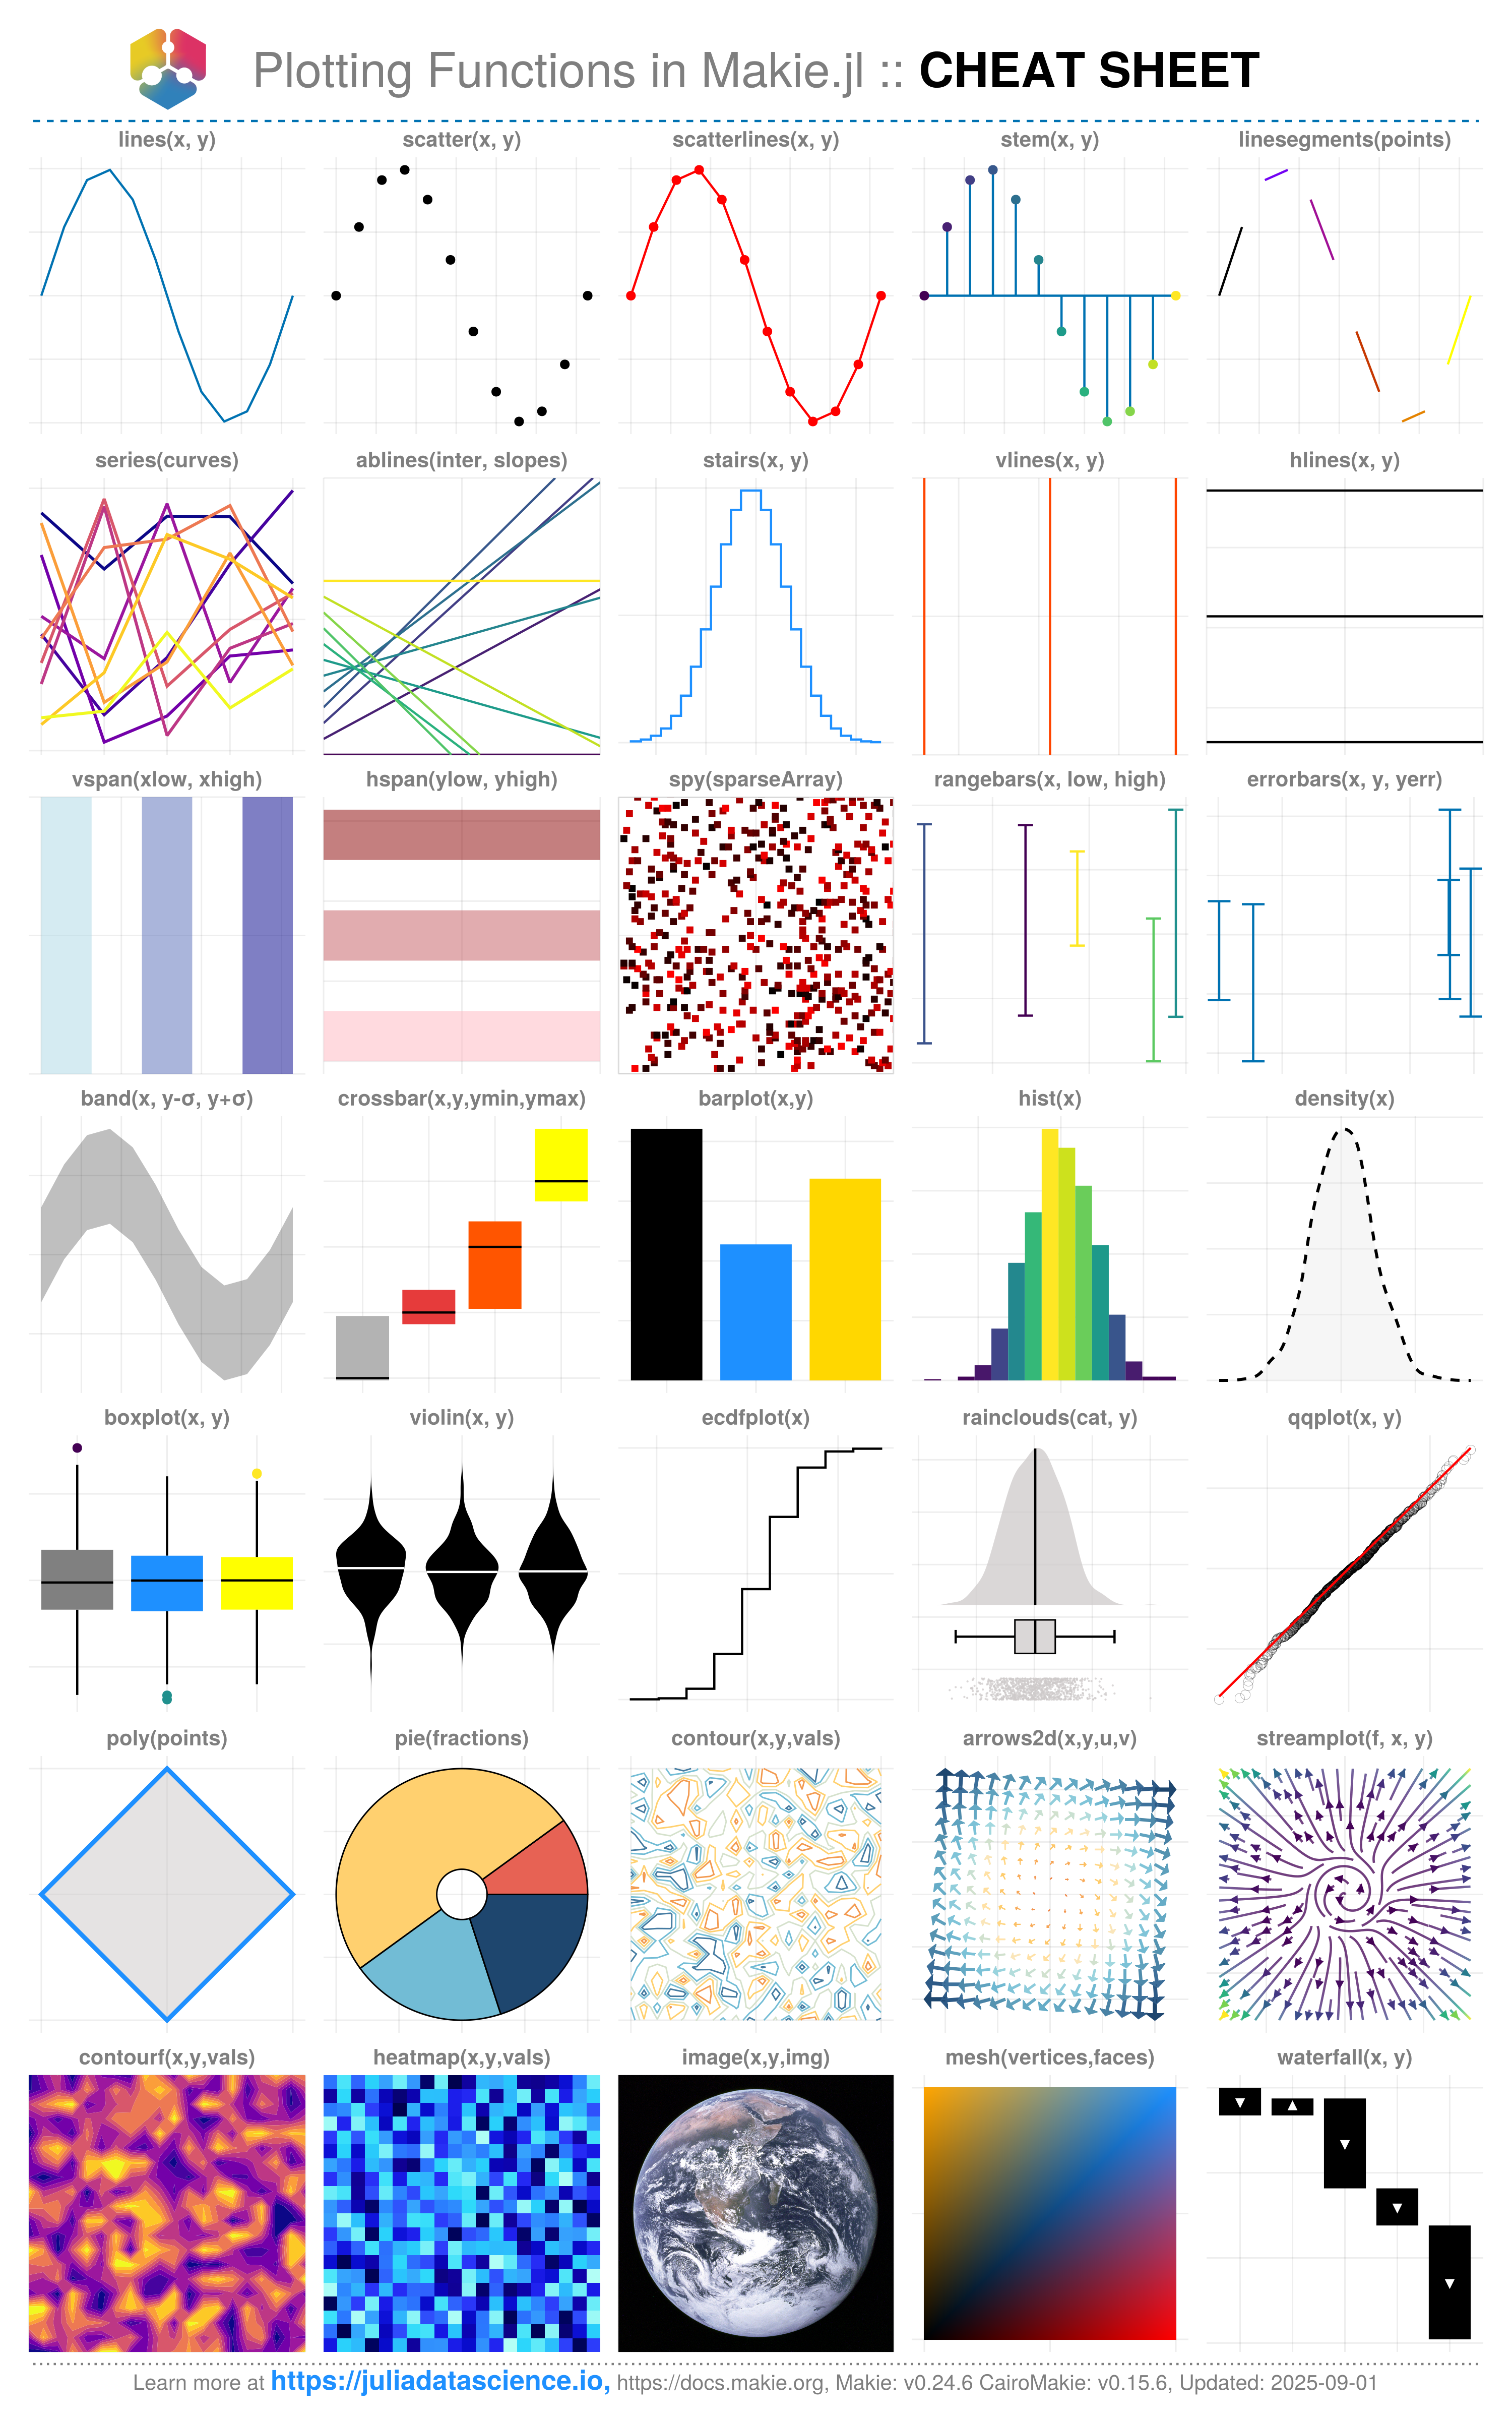 Plotting Functions in Makie.jl :: CHEAT SHEET
lines(x, y)
scatter(x, y)
scatterlines(x, y)
stem(x, y)
linesegments(points)
series(curves)
ablines(inter, slopes)
stairs(x, y)
vlines(x, y)
hlines(x, y)
vspan(xlow, xhigh)
hspan(ylow, yhigh)
spy(sparseArray)
rangebars(x, low, high)
errorbars(x, y, yerr)
band(x, y-σ, y+σ)
crossbar(x,y,ymin,ymax)
barplot(x,y)
hist(x)
density(x)
boxplot(x, y)
violin(x, y)
ecdfplot(x)
rainclouds(cat, y)
qqplot(x, y)
poly(points)
pie(fractions)
contour(x,y,vals)
arrows2d(x,y,u,v)
streamplot(f, x, y)
contourf(x,y,vals)
heatmap(x,y,vals)
image(x,y,img)
mesh(vertices,faces)
waterfall(x, y)
Learn more at https://juliadatascience.io, https://docs.makie.org, Makie: v0.24.6 CairoMakie: v0.15.6, Updated: 2025-09-01